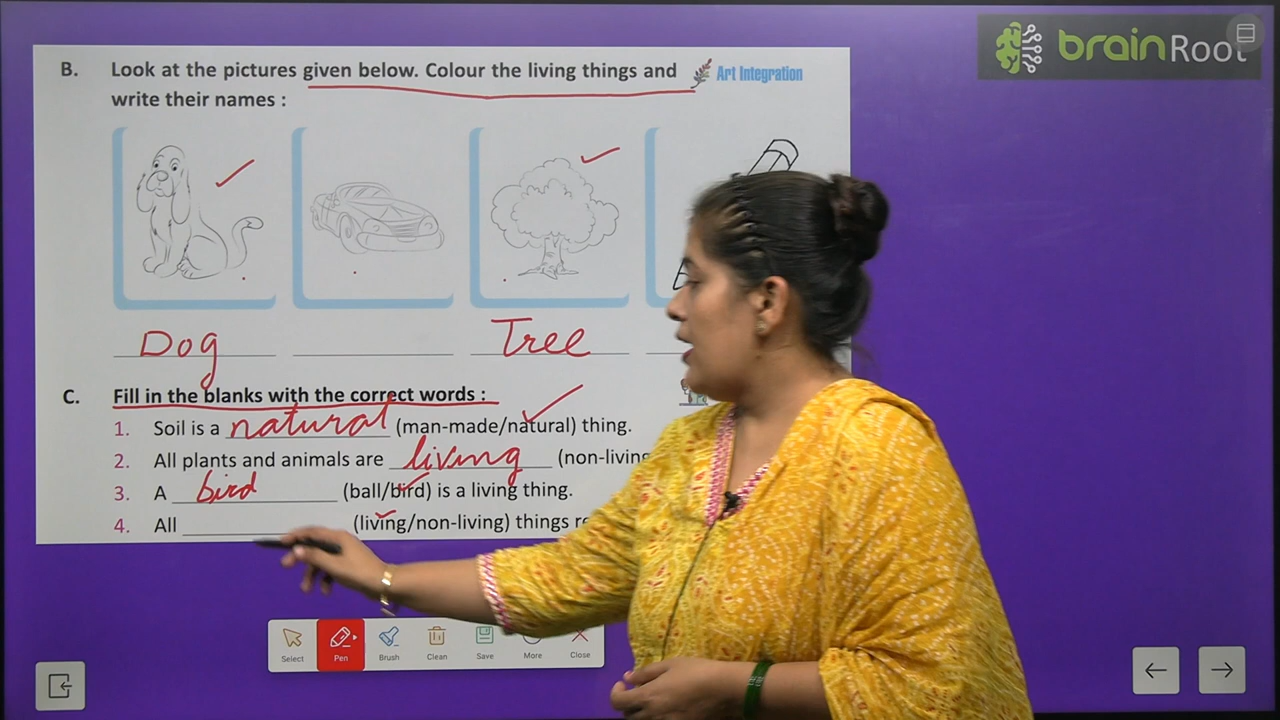 brainRoot
B. Look at the pictures given below. Colour the living things and
Art Integration
write their names :
Dog
Tree
C. Fill in the blanks with the correct words :
1. Soil is a natural (man-made/natural) thing.
2. All plants and animals are living (non-living
3. A bird (ball/bird) is a living thing.
4. All (living/non-living) things
Select Pen Brush Clean Save More Close